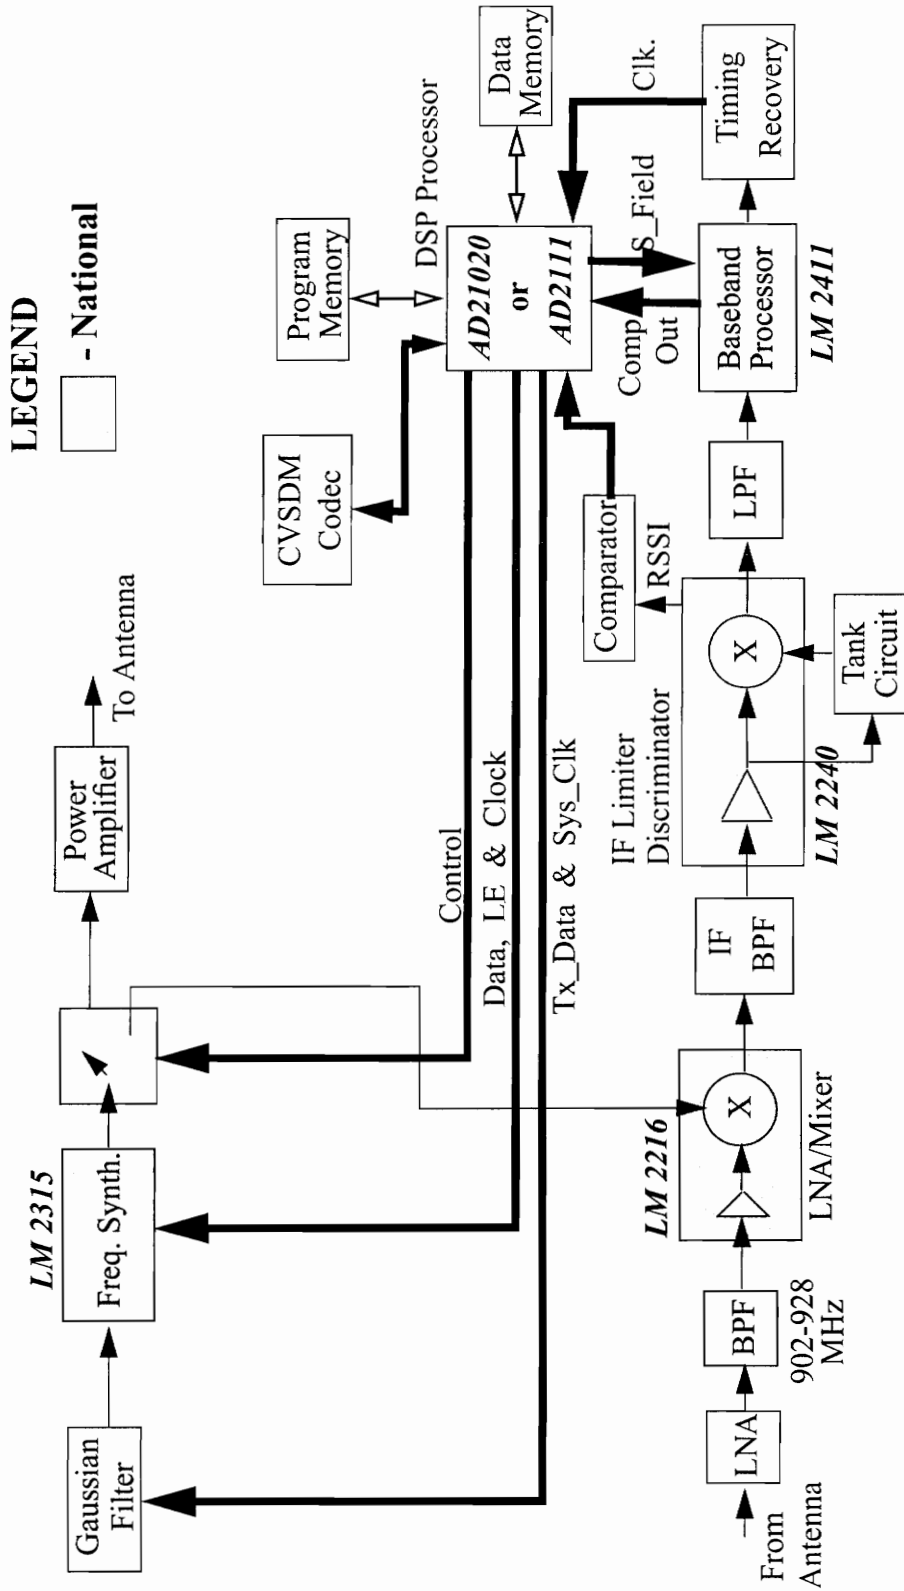 LEGEND
- National
Gaussian
Filter
LM 2315
Freq. Synth.
Power
Amplifier
To Antenna
CVSDM
Codec
Program
Memory
DSP Processor
Data
Memory
AD21020
or
AD2111
Control
Data, LE & Clock
Tx_Data & Sys_Clk
Comp
Out
S_Field
Clk.
Comparator
RSSI
From
Antenna
LNA
BPF
902-928
MHz
LM 2216
X
LNA/Mixer
IF
BPF
IF Limiter
Discriminator
X
LM 2240
Tank
Circuit
LPF
Baseband
Processor
LM 2411
Timing
Recovery